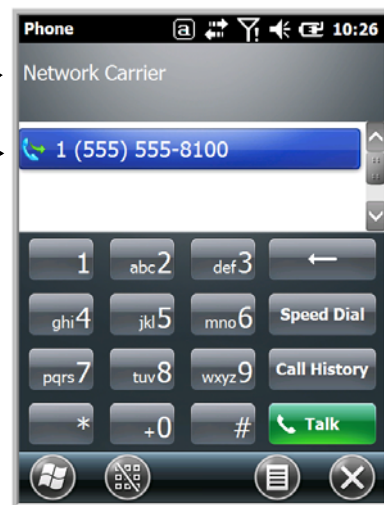 Phone a 10:26
Network Carrier
1 (555) 555-8100
1 abc2 def3 ←
ghi4 jkl5 mno6 Speed Dial
pqrs7 tuv8 wxyz9 Call History
* +0 # Talk